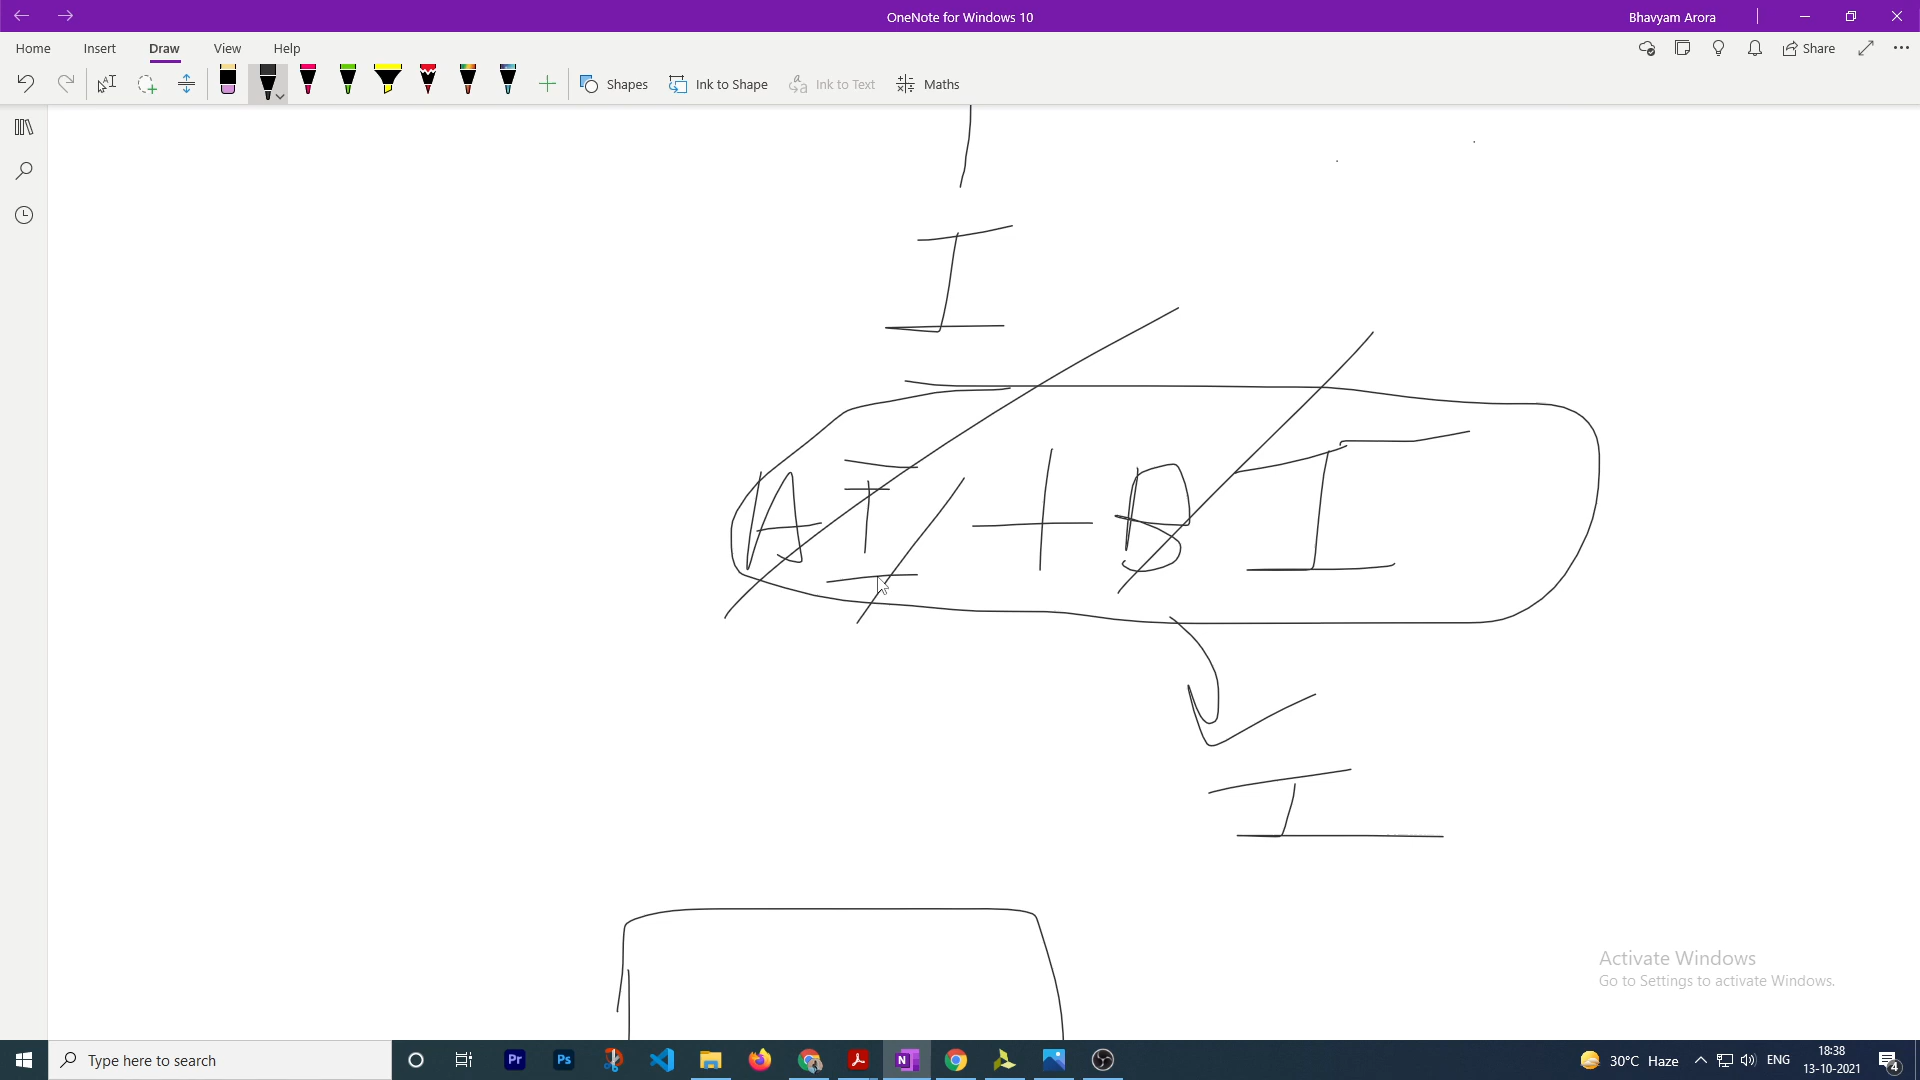 OneNote for Windows 10
Bhavyam Arora
Home Insert Draw View Help
Share
Shapes
Ink to Shape
Ink to Text
Maths
I
AI + B I
I
Activate Windows
Go to Settings to activate Windows.
Type here to search
30°C Haze
ENG
18:38
13-10-2021
4